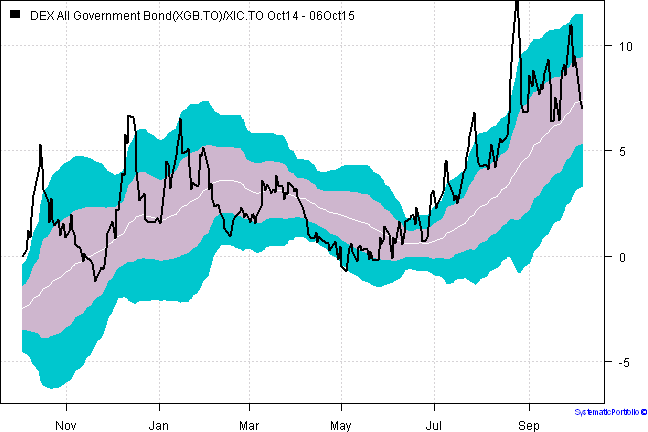 DEX All Government Bond(XGB.TO)/XIC.TO Oct14 - 06Oct15
10
5
0
-5
Nov Jan Mar May Jul Sep
SystematicPortfolio ©